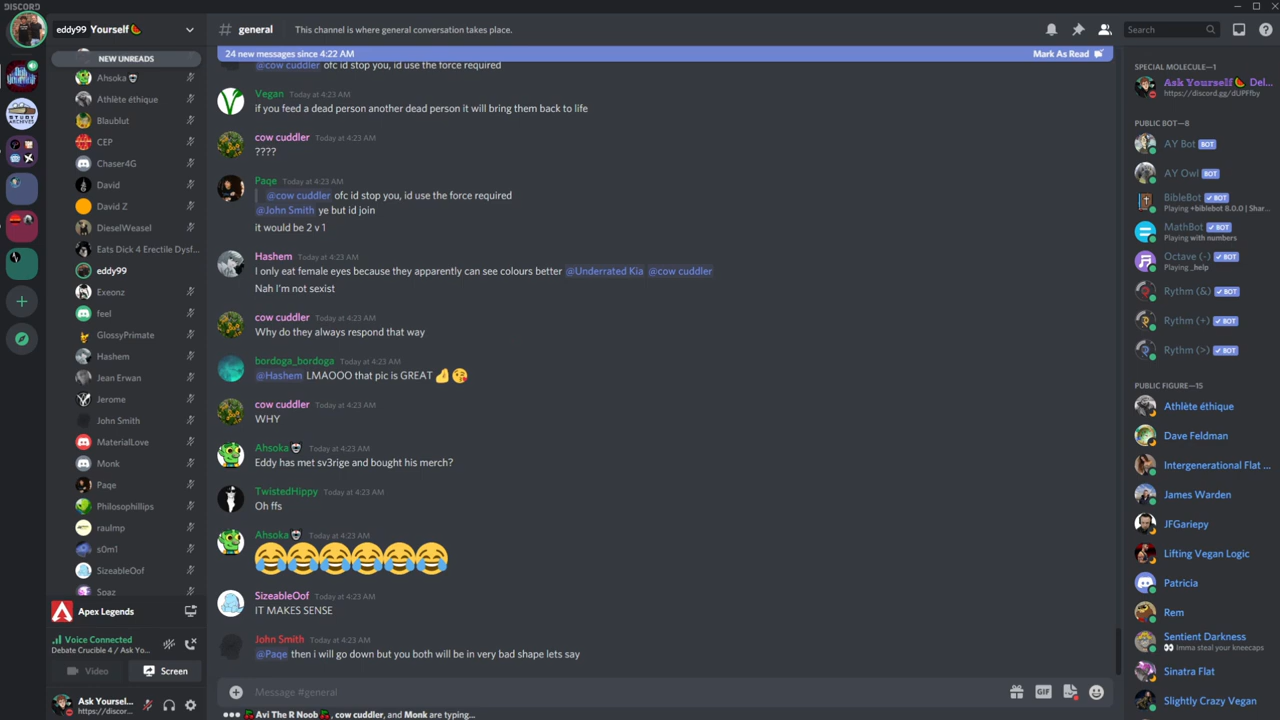 DISCORD
eddy99 Yourself🍉
NEW UNREADS
Ahsoka
Athlète éthique
Blaublut
CEP
Chaser4G
David
David Z
DieselWeasel
Eats Dick 4 Erectile Dysf...
eddy99
Exeonz
feel
GlossyPrimate
Hashem
Jean Erwan
Jerome
John Smith
MaterialLove
Monk
Paqe
Philosophillips
raulmp
s0m1
SizeableOof
Spaz
Apex Legends
Voice Connected
Debate Crucible 4 / Ask Yo...
Video
Screen
Ask Yoursel...
https://discor...
# general
This channel is where general conversation takes place.
Search
24 new messages since 4:22 AM
Mark As Read
@cow cuddler ofc id stop you, id use the force required
Vegan Today at 4:23 AM
if you feed a dead person another dead person it will bring them back to life
cow cuddler Today at 4:23 AM
????
Paqe Today at 4:23 AM
@cow cuddler ofc id stop you, id use the force required
@John Smith ye but id join
it would be 2 v 1
Hashem Today at 4:23 AM
I only eat female eyes because they apparently can see colours better @Underrated Kia @cow cuddler
Nah I'm not sexist
cow cuddler Today at 4:23 AM
Why do they always respond that way
bordoga_bordoga Today at 4:23 AM
@Hashem LMAOOO that pic is GREAT
cow cuddler Today at 4:23 AM
WHY
Ahsoka Today at 4:23 AM
Eddy has met sv3rige and bought his merch?
TwistedHippy Today at 4:23 AM
Oh ffs
Ahsoka Today at 4:23 AM
😂😂😂😂😂😂
SizeableOof Today at 4:23 AM
IT MAKES SENSE
John Smith Today at 4:23 AM
@Paqe then i will go down but you both will be in very bad shape lets say
Message #general
GIF
🍒Avi The R Noob🍒, cow cuddler, and Monk are typing...
SPECIAL MOLECULE—1
Ask Yourself🍉 Del...
https://discord.gg/dUPFfby
PUBLIC BOT—8
AY Bot BOT
AY Owl BOT
BibleBot ✓ BOT
Playing +biblebot 8.0.0 | Shar...
MathBot ✓ BOT
Playing with numbers
Octave (-) ✓ BOT
Playing _help
Rythm (&) ✓ BOT
Rythm (+) ✓ BOT
Rythm (>) ✓ BOT
PUBLIC FIGURE—15
Athlète éthique
Dave Feldman
Intergenerational Flat ...
James Warden
JFGariepy
Lifting Vegan Logic
Patricia
Rem
Sentient Darkness
👀 Imma steal your kneecaps
Sinatra Flat
Slightly Crazy Vegan